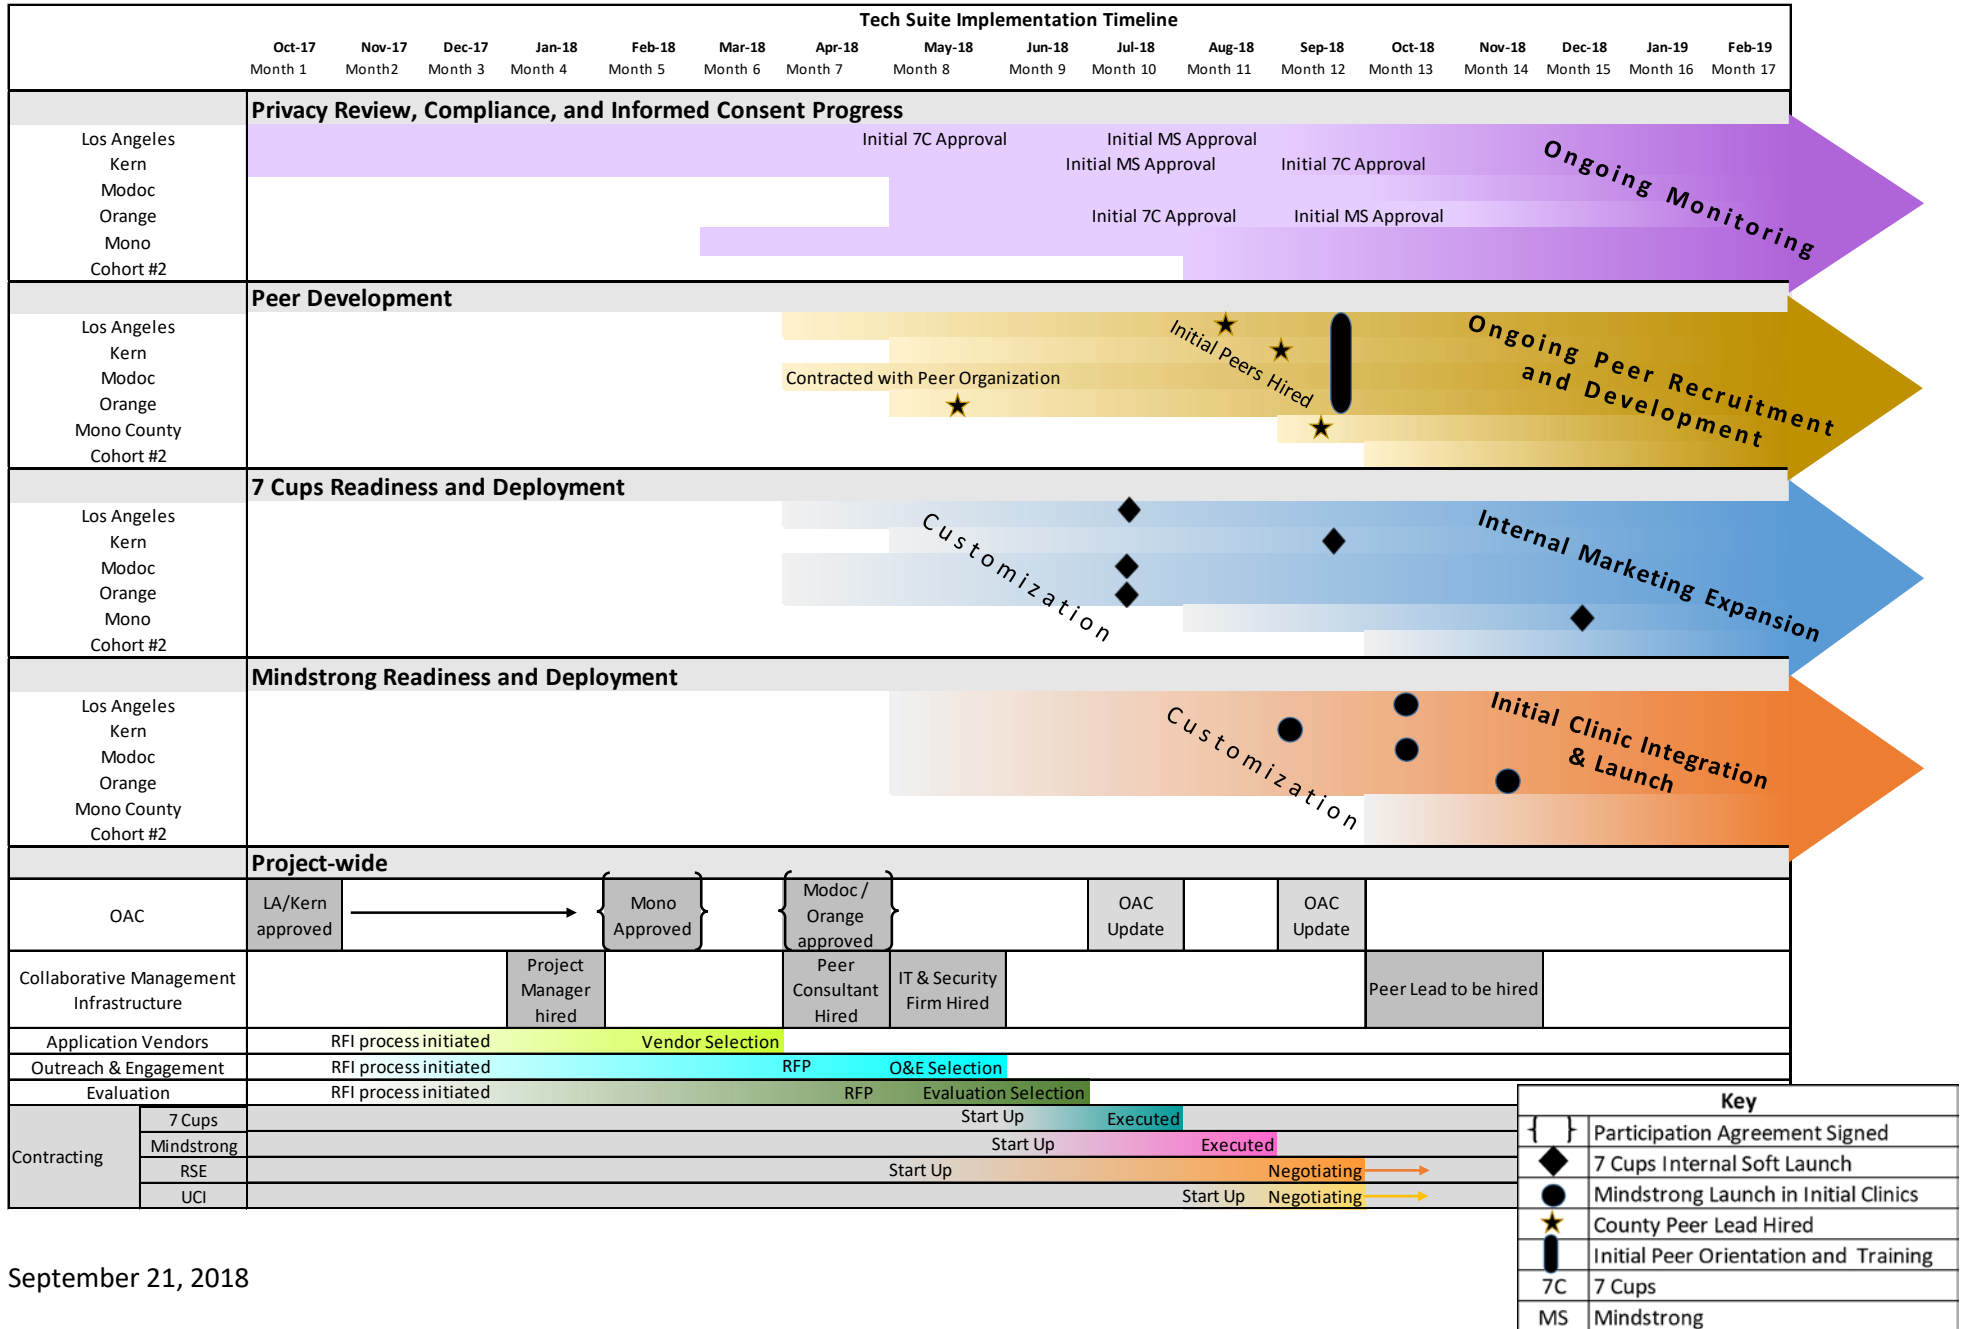 Tech Suite Implementation Timeline
Oct-17 Nov-17 Dec-17 Jan-18 Feb-18 Mar-18 Apr-18 May-18 Jun-18 Jul-18 Aug-18 Sep-18 Oct-18 Nov-18 Dec-18 Jan-19 Feb-19
Month 1 Month2 Month 3 Month 4 Month 5 Month 6 Month 7 Month 8 Month 9 Month 10 Month 11 Month 12 Month 13 Month 14 Month 15 Month 16 Month 17
Privacy Review, Compliance, and Informed Consent Progress
Los Angeles Initial 7C Approval Initial MS Approval
Kern Initial MS Approval Initial 7C Approval
Modoc
Orange Initial 7C Approval Initial MS Approval
Mono
Cohort #2
Ongoing Monitoring
Peer Development
Los Angeles
Kern
Modoc Contracted with Peer Organization
Orange
Mono County
Cohort #2
Initial Peers Hired
Ongoing Peer Recruitment
and Development
7 Cups Readiness and Deployment
Los Angeles
Kern
Modoc
Orange
Mono
Cohort #2
Customization
Internal Marketing Expansion
Mindstrong Readiness and Deployment
Los Angeles
Kern
Modoc
Orange
Mono County
Cohort #2
Customization
Initial Clinic Integration
& Launch
Project-wide
OAC
LA/Kern
approved
Mono
Approved
Modoc /
Orange
approved
OAC
Update
OAC
Update
Collaborative Management
Infrastructure
Project
Manager
hired
Peer
Consultant
Hired
IT & Security
Firm Hired
Peer Lead to be hired
Application Vendors RFI process initiated Vendor Selection
Outreach & Engagement RFI process initiated RFP O&E Selection
Evaluation RFI process initiated RFP Evaluation Selection
Contracting
7 Cups Start Up Executed
Mindstrong Start Up Executed
RSE Start Up Negotiating
UCI Start Up Negotiating
Key
{ } Participation Agreement Signed
7 Cups Internal Soft Launch
Mindstrong Launch in Initial Clinics
County Peer Lead Hired
Initial Peer Orientation and Training
7C 7 Cups
MS Mindstrong
September 21, 2018